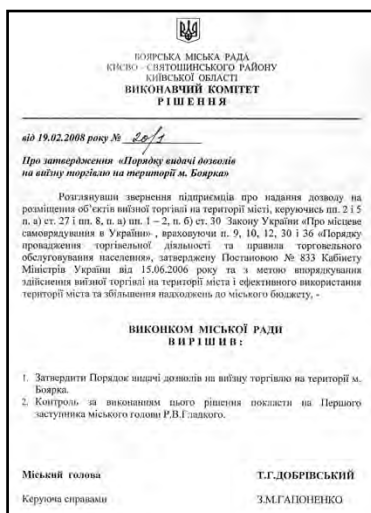 БОЯРСЬКА МІСЬКА РАДА
КИЄВО - СВЯТОШИНСЬКОГО РАЙОНУ
КИЇВСЬКОЇ ОБЛАСТІ
ВИКОНАВЧИЙ КОМІТЕТ
РІШЕННЯ
від 19.02.2008 року № 20/1
Про затвердження «Порядку видачі дозволів
на виїзну торгівлю на території м. Боярка»
Розглянувши звернення підприємців про надання дозволу на
розміщення об'єктів виїзної торгівлі на території місті, керуючись пп. 2 і 5
п. а) ст. 27 і пп. 8, п. а) пп. 1 – 2, п. б) ст. 30 Закону України «Про місцеве
самоврядування в Україні» , враховуючи п. 9, 10, 12, 30 і 36 «Порядку
провадження торгівельної діяльності та правила торговельного
обслуговування населення», затверджену Постановою № 833 Кабінету
Міністрів України від 15.06.2006 року та з метою впорядкування
здійснення виїзної торгівлі на території міста і ефективного використання
території міста та збільшення надходжень до міського бюджету, -
ВИКОНКОМ МІСЬКОЇ РАДИ
ВИРІШИВ:
1. Затвердити Порядок видачі дозволів на виїзну торгівлю на території м.
Боярка.
2. Контроль за виконанням цього рішення покласти на Першого
заступника міського голови Р.В.Гладкого.
Міський голова Т.Г.ДОБРІВСЬКИЙ
Керуюча справами З.М.ГАПОНЕНКО